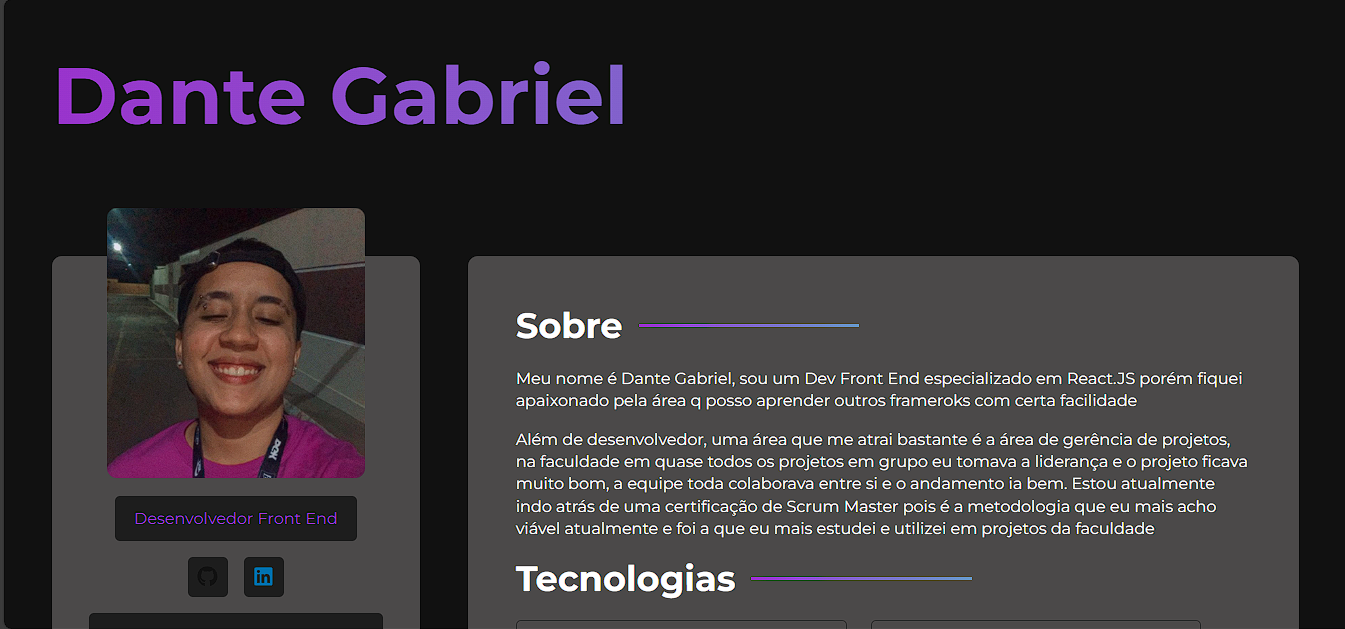 Dante Gabriel
Desenvolvedor Front End
Sobre
Meu nome é Dante Gabriel, sou um Dev Front End especializado em React.JS porém fiquei
apaixonado pela área q posso aprender outros frameroks com certa facilidade
Além de desenvolvedor, uma área que me atrai bastante é a área de gerência de projetos,
na faculdade em quase todos os projetos em grupo eu tomava a liderança e o projeto ficava
muito bom, a equipe toda colaborava entre si e o andamento ia bem. Estou atualmente
indo atrás de uma certificação de Scrum Master pois é a metodologia que eu mais acho
viável atualmente e foi a que eu mais estudei e utilizei em projetos da faculdade
Tecnologias